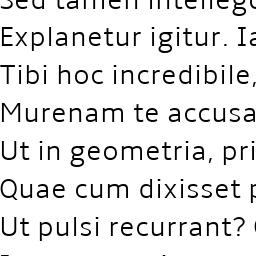 Sed tamen intellego
Explanetur igitur. Ia
Tibi hoc incredibile,
Murenam te accusa
Ut in geometria, pri
Quae cum dixisset p
Ut pulsi recurrant?